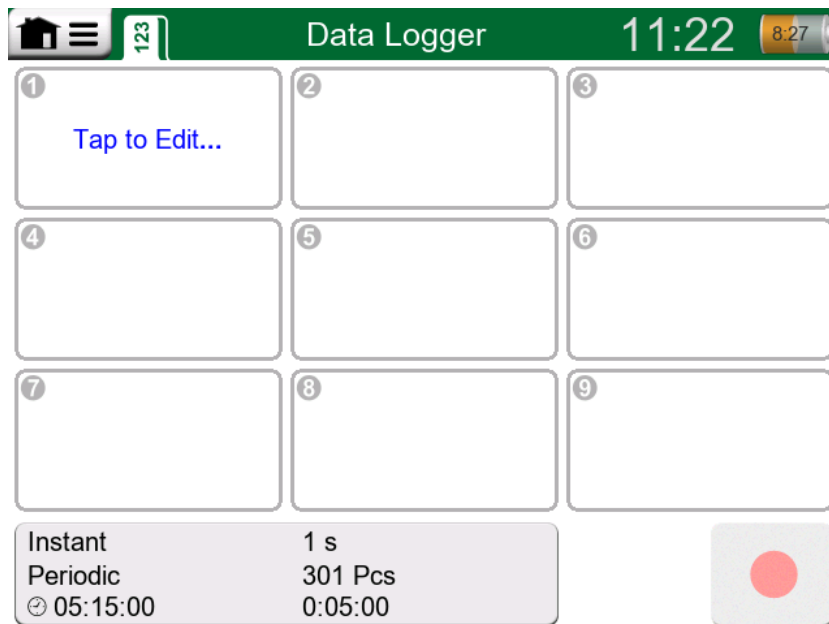 123 Data Logger 11:22 8:27
1 2 3
Tap to Edit...
4 5 6
7 8 9
Instant 1 s
Periodic 301 Pcs
05:15:00 0:05:00